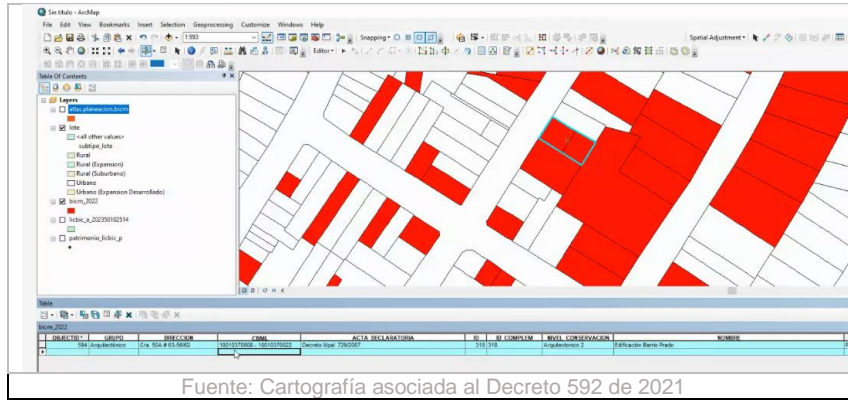 Sin título - ArcMap
File Edit View Bookmarks Insert Selection Geoprocessing Customize Windows Help
1:993
Snapping
Editor
Spatial Adjustment
Table Of Contents
Layers
atlas.planeacion.bicm
lote
<all other values>
subtipo_lote
Rural
Rural (Expansion)
Rural (Suburbano)
Urbano
Urbano (Expansion Desarrollado)
bicm_2022
licbic_a_202350102514
patrimonio_licbic_p
Table
bicm_2022
OBJECTID * GRUPO DIRECCION CBML ACTA DECLARATORIA ID ID COMPLEM NIVEL CONSERVACION NOMBRE
594 Arquitectónico Cra. 50A # 63-56/62 10010370008 - 10010370022 Decreto Mpal. 729/2007 318 318 Arquitectonico 2 Edificación Barrio Prado
Fuente: Cartografía asociada al Decreto 592 de 2021